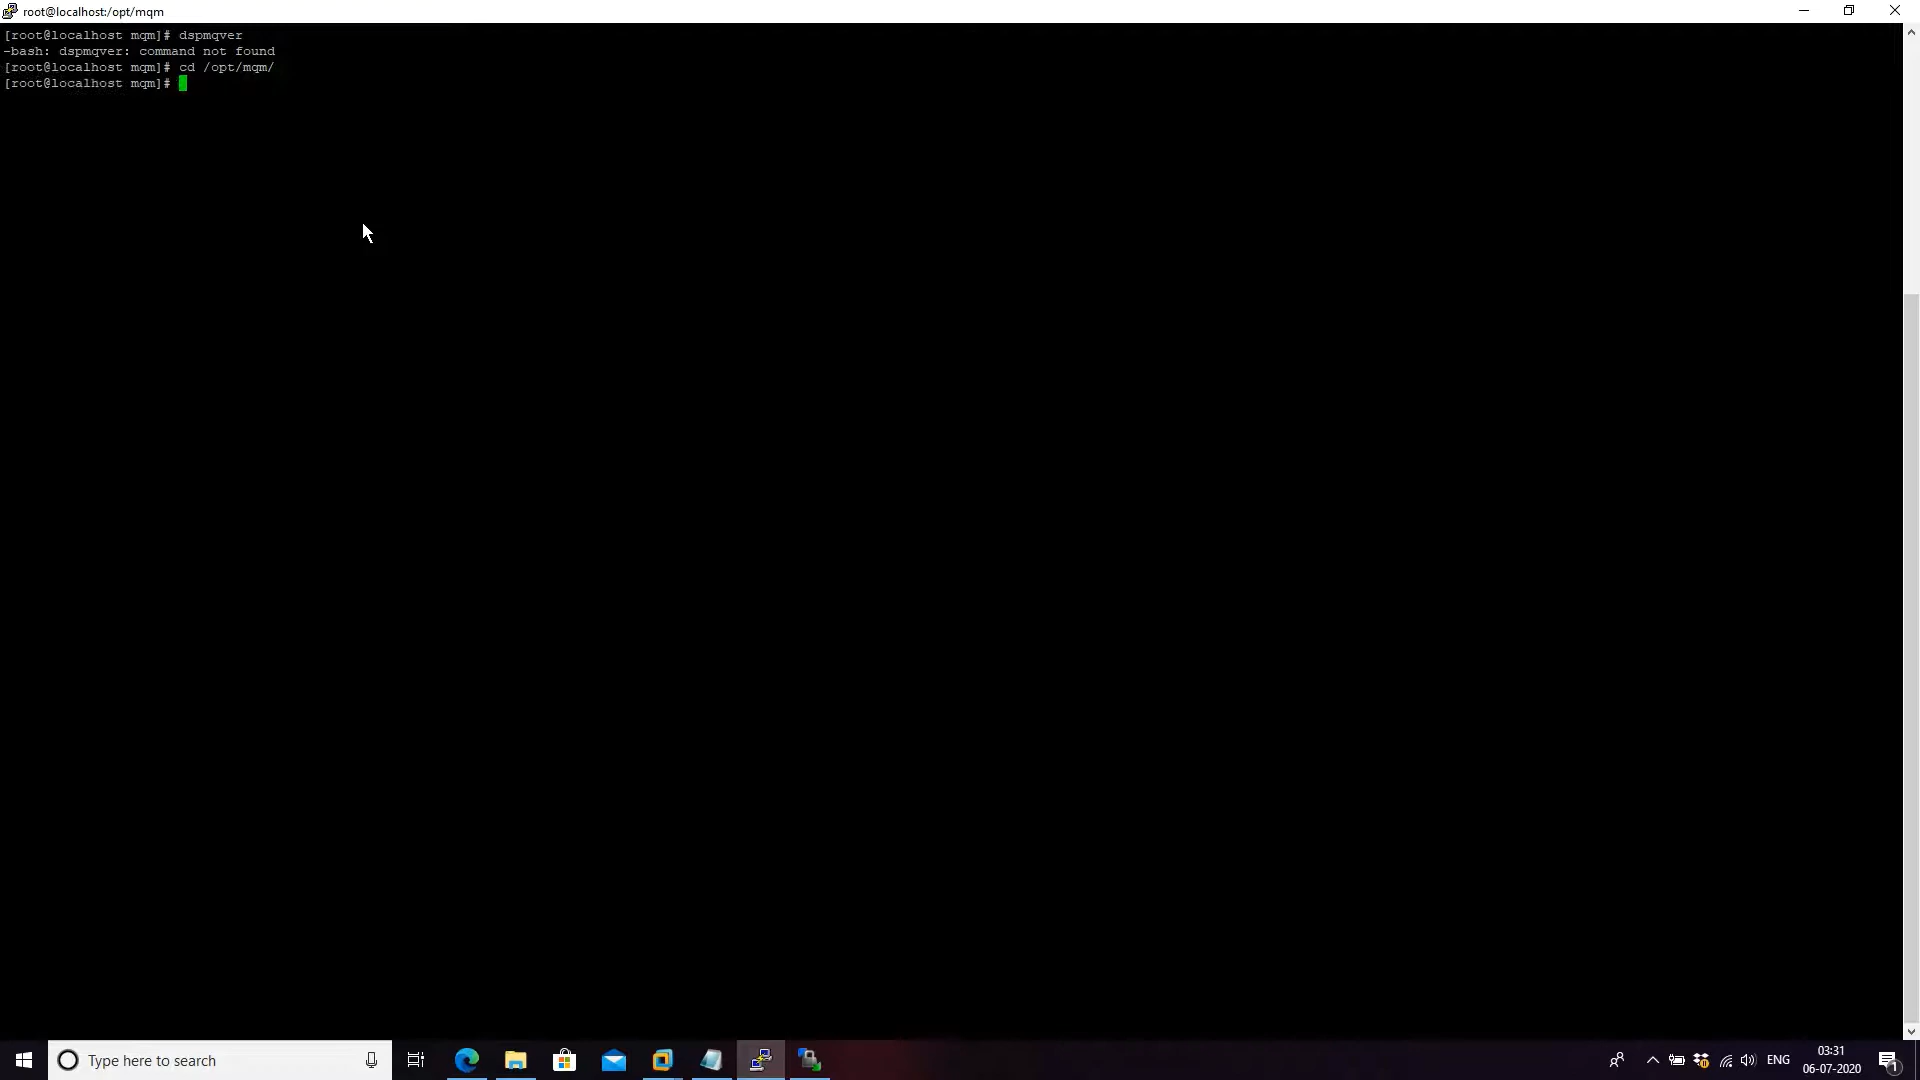 root@localhost:/opt/mqm
[root@localhost mqm]# dspmqver
-bash: dspmqver: command not found
[root@localhost mqm]# cd /opt/mqm/
[root@localhost mqm]#
Type here to search
ENG
03:31
06-07-2020
1